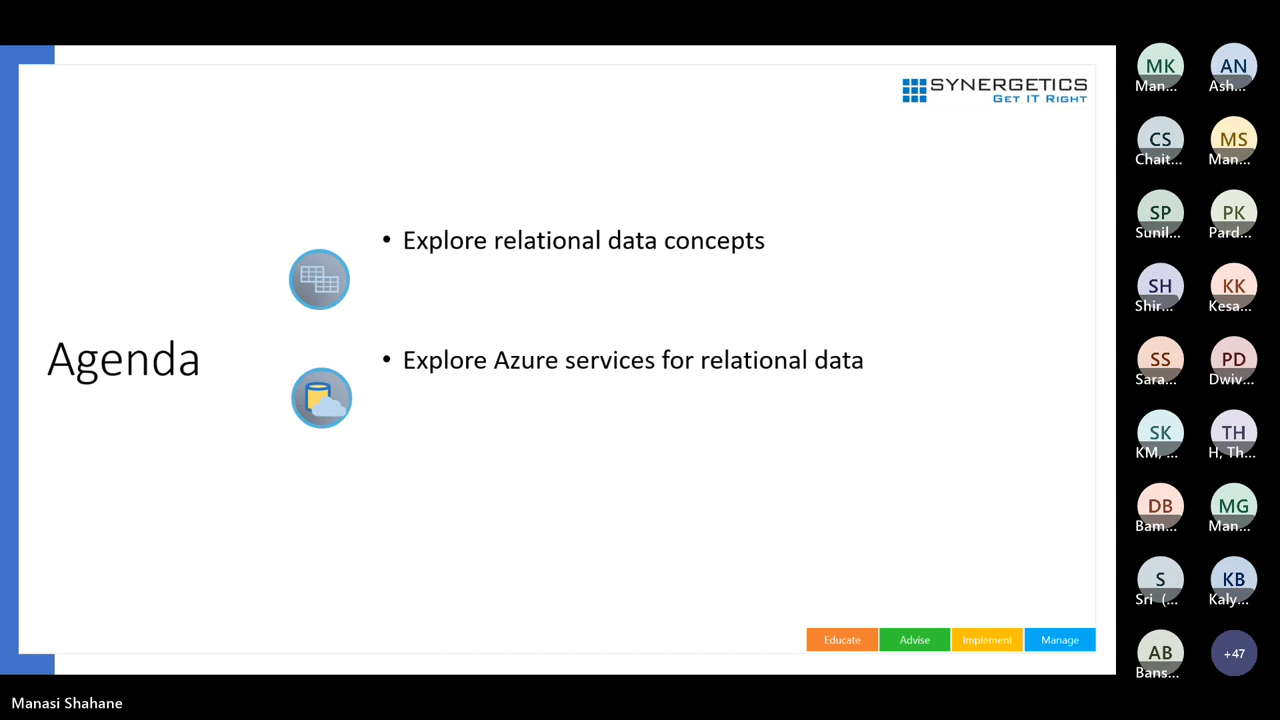 SYNERGETICS
GET IT RIGHT
Agenda
• Explore relational data concepts
• Explore Azure services for relational data
Educate
Advise
Implement
Manage
MK
Man...
AN
Ash...
CS
Chait...
MS
Man...
SP
Sunil...
PK
Pard...
SH
Shir...
KK
Kesa...
SS
Sara...
PD
Dwiv...
SK
KM, ...
TH
H, Th...
DB
Bam...
MG
Man...
S
Sri (...
KB
Kaly...
AB
Bans...
+47
Manasi Shahane